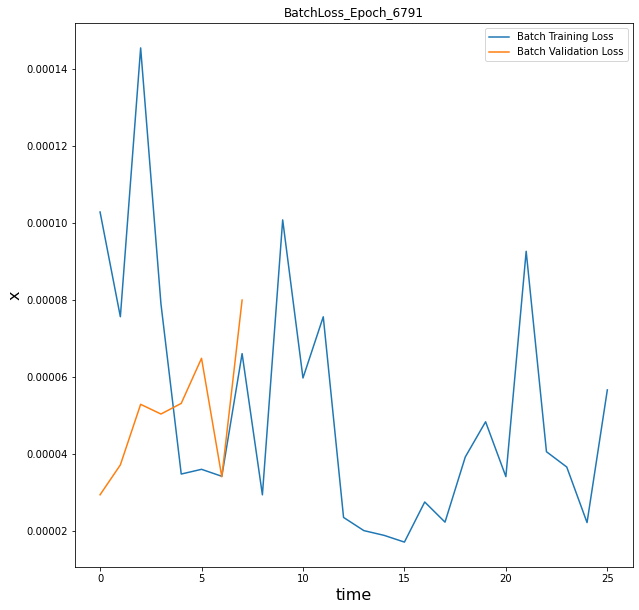 BatchLoss_Epoch_6791
Batch Training Loss
Batch Validation Loss
0.00014
0.00012
0.00010
0.00008
0.00006
0.00004
0.00002
x
0 5 10 15 20 25
time